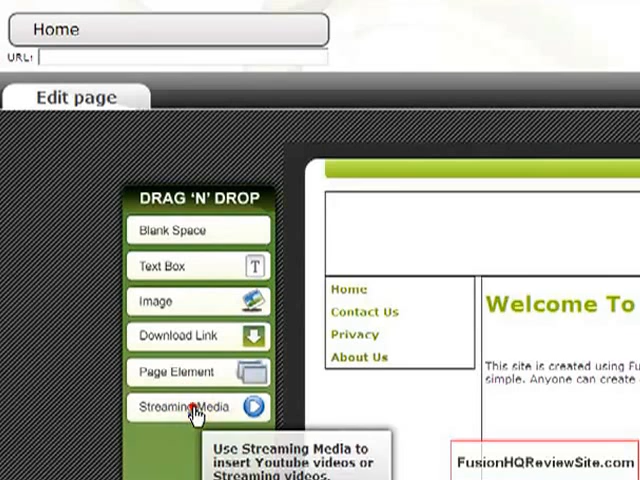 Home
URL:
Edit page
DRAG 'N' DROP
Blank Space
Text Box
T
Image
Download Link
Page Element
Streaming Media
Use Streaming Media to
insert Youtube videos or
Streaming videos.
Home
Contact Us
Privacy
About Us
Welcome To
This site is created using Fu
simple. Anyone can create
FusionHQReviewSite.com